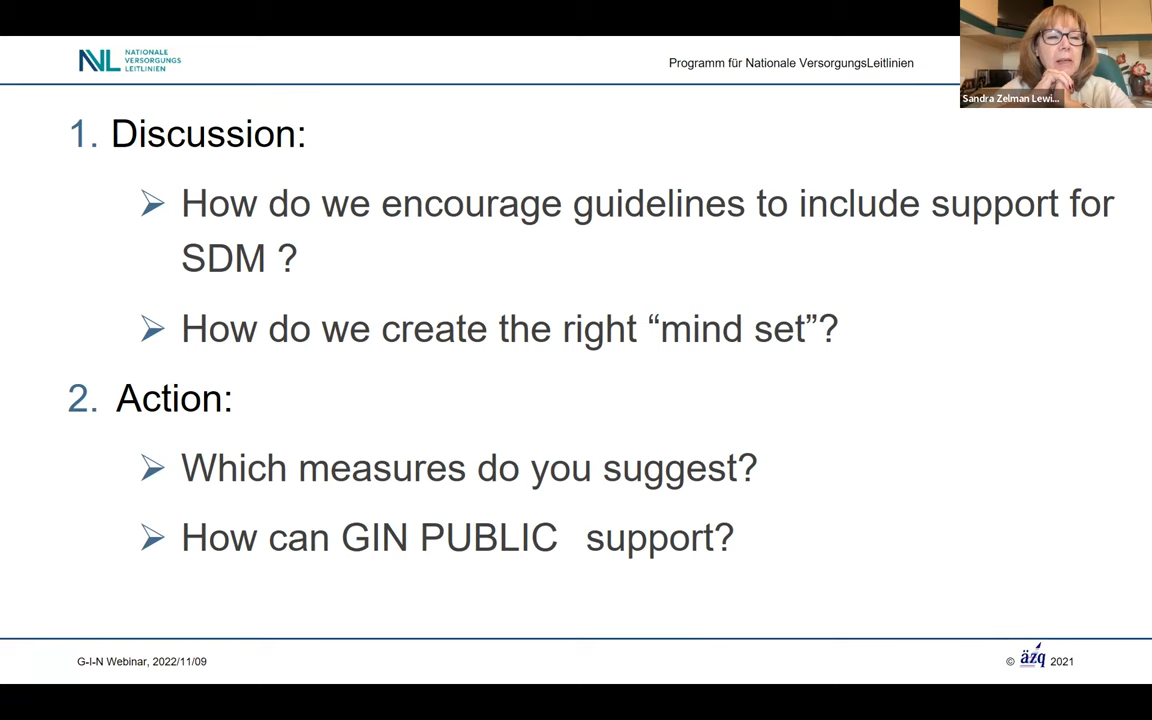 NVL NATIONALE
VERSORGUNGS
LEITLINIEN
Programm für Nationale VersorgungsLeitlinien
Sandra Zelman Lewi...
1. Discussion:
How do we encourage guidelines to include support for
SDM ?
How do we create the right “mind set”?
2. Action:
Which measures do you suggest?
How can GIN PUBLIC support?
G-I-N Webinar, 2022/11/09
© äzq 2021